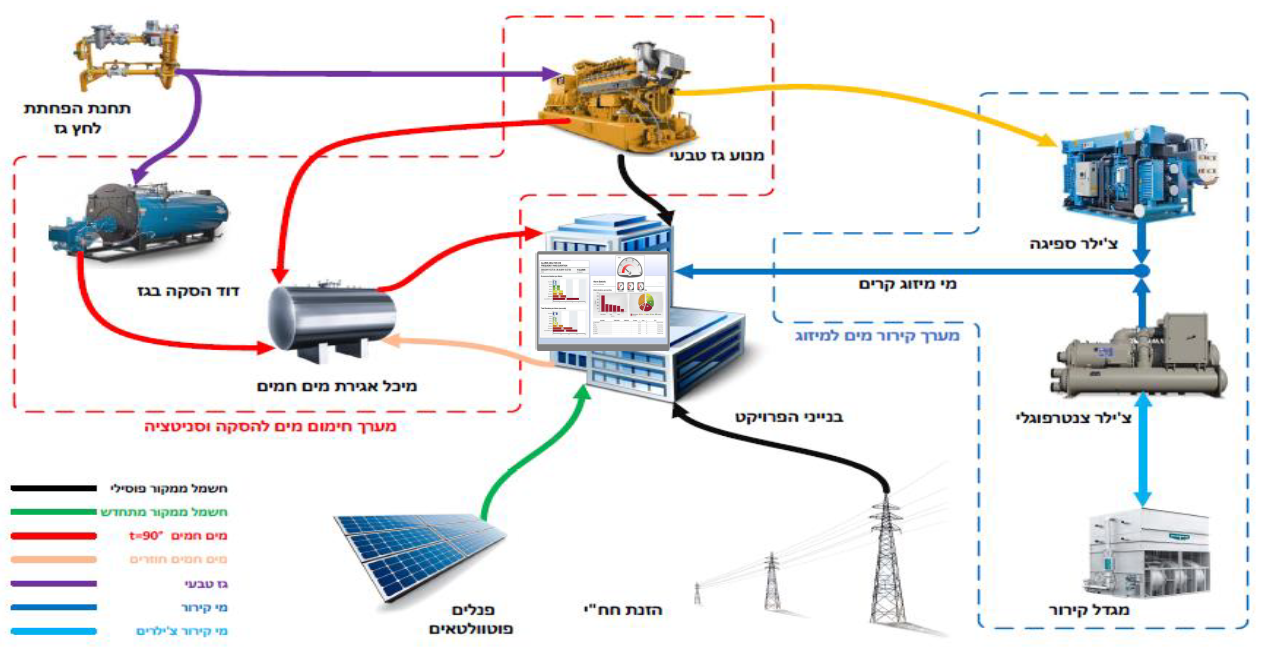 תחנת הפחתת
לחץ גז
מנוע גז טבעי
צ'ילר ספיגה
דוד הסקה בגז
מי מיזוג קרים
מערך קירור מים למיזוג
מיכל אגירת מים חמים
בנייני הפרויקט
צ'ילר צנטרפוגלי
מערך חימום מים להסקה וסניטציה
חשמל ממקור פוסילי
חשמל ממקור מתחדש
מים חמים t=90°
מים חמים חוזרים
גז טבעי
מי קירור
מי קירור צ'ילרים
פנלים
פוטוולטאים
הזנת חח"י
מגדל קירור